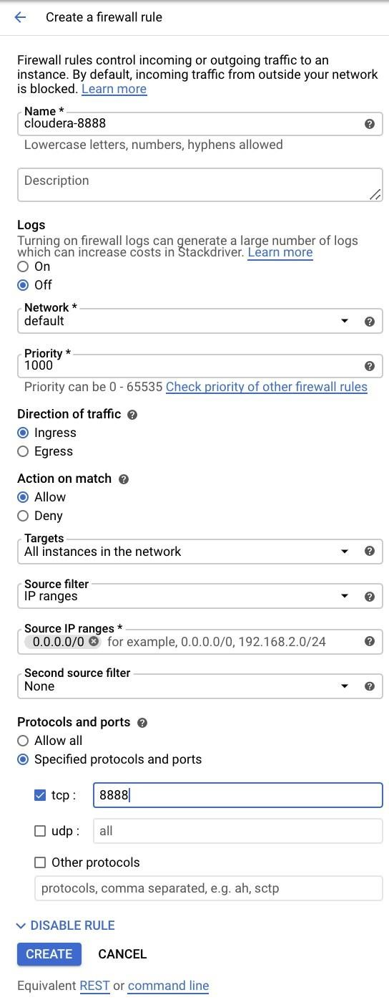 Create a firewall rule
Firewall rules control incoming or outgoing traffic to an
instance. By default, incoming traffic from outside your network
is blocked. Learn more
Name *
cloudera-8888
Lowercase letters, numbers, hyphens allowed
Description
Logs
Turning on firewall logs can generate a large number of logs
which can increase costs in Stackdriver. Learn more
On
Off
Network *
default
Priority *
1000
Priority can be 0 - 65535 Check priority of other firewall rules
Direction of traffic
Ingress
Egress
Action on match
Allow
Deny
Targets
All instances in the network
Source filter
IP ranges
Source IP ranges *
0.0.0.0/0 for example, 0.0.0.0/0, 192.168.2.0/24
Second source filter
None
Protocols and ports
Allow all
Specified protocols and ports
tcp : 8888
udp : all
Other protocols
protocols, comma separated, e.g. ah, sctp
DISABLE RULE
CREATE CANCEL
Equivalent REST or command line